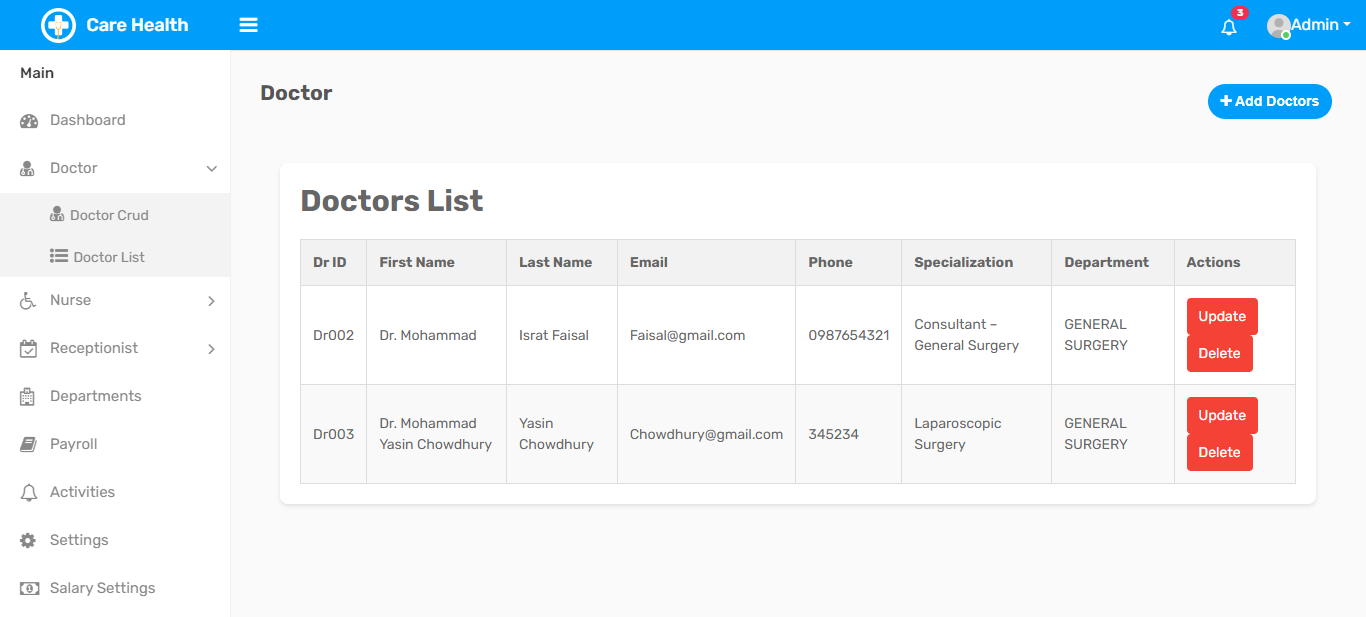 Care Health
3
Admin
Main
Dashboard
Doctor
Doctor Crud
Doctor List
Nurse
Receptionist
Departments
Payroll
Activities
Settings
Salary Settings
Doctor
Add Doctors
Doctors List
Dr ID First Name Last Name Email Phone Specialization Department Actions
Dr002 Dr. Mohammad Israt Faisal Faisal@gmail.com 0987654321 Consultant –
General Surgery GENERAL
SURGERY Update
Delete
Dr003 Dr. Mohammad
Yasin Chowdhury Yasin
Chowdhury Chowdhury@gmail.com 345234 Laparoscopic
Surgery GENERAL
SURGERY Update
Delete